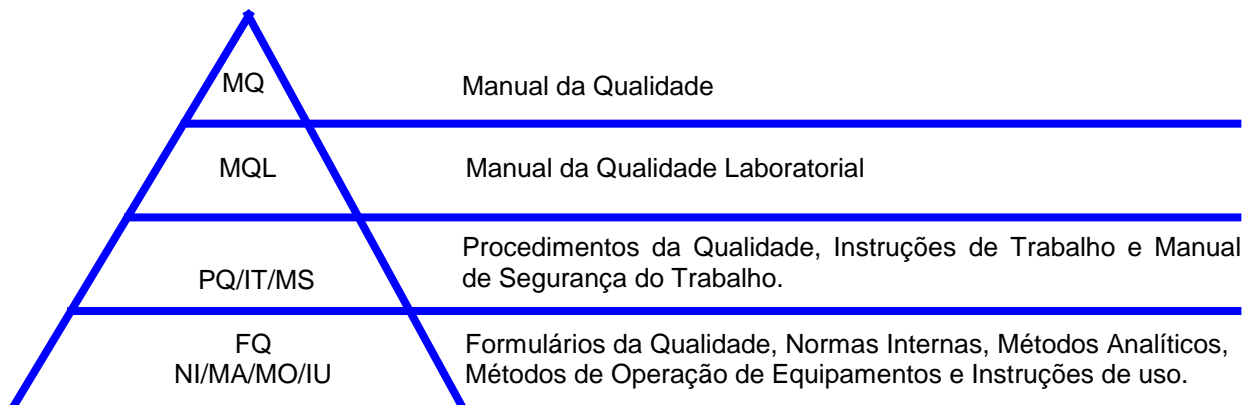 MQ
Manual da Qualidade
MQL
Manual da Qualidade Laboratorial
PQ/IT/MS
Procedimentos da Qualidade, Instruções de Trabalho e Manual
de Segurança do Trabalho.
FQ
NI/MA/MO/IU
Formulários da Qualidade, Normas Internas, Métodos Analíticos,
Métodos de Operação de Equipamentos e Instruções de uso.